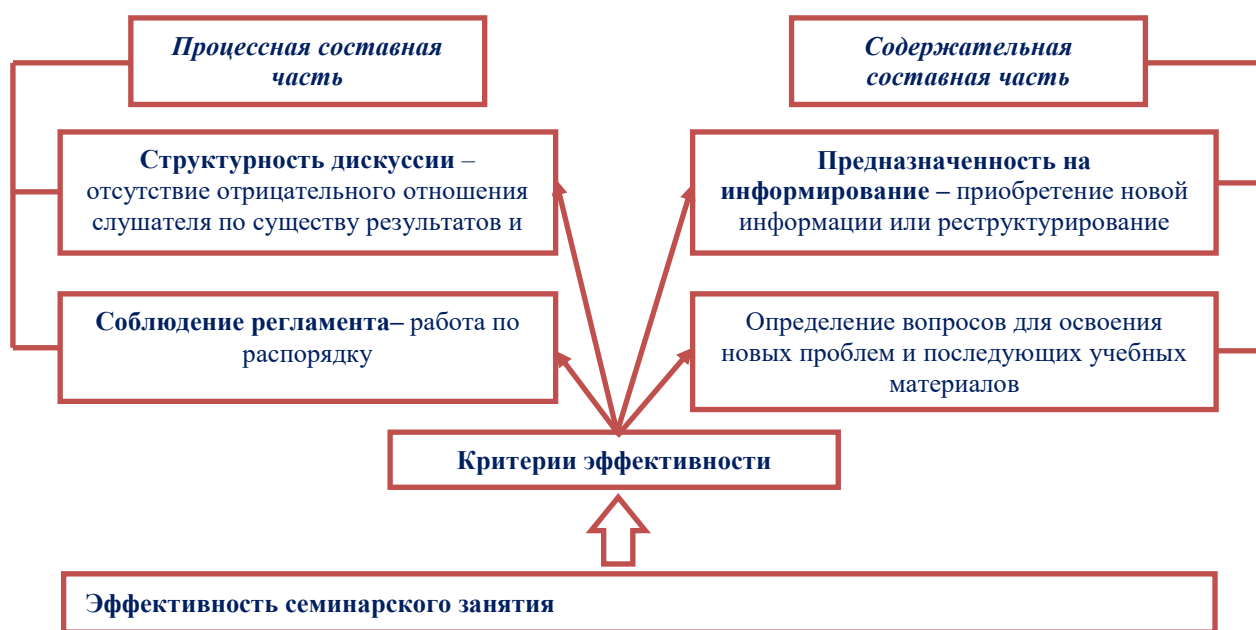 Процессная составная
часть
Содержательная
составная часть
Структурность дискуссии –
отсутствие отрицательного отношения
слушателя по существу результатов и
Предназначенность на
информирование – приобретение новой
информации или реструктурирование
Соблюдение регламента– работа по
распорядку
Определение вопросов для освоения
новых проблем и последующих учебных
материалов
Критерии эффективности
Эффективность семинарского занятия